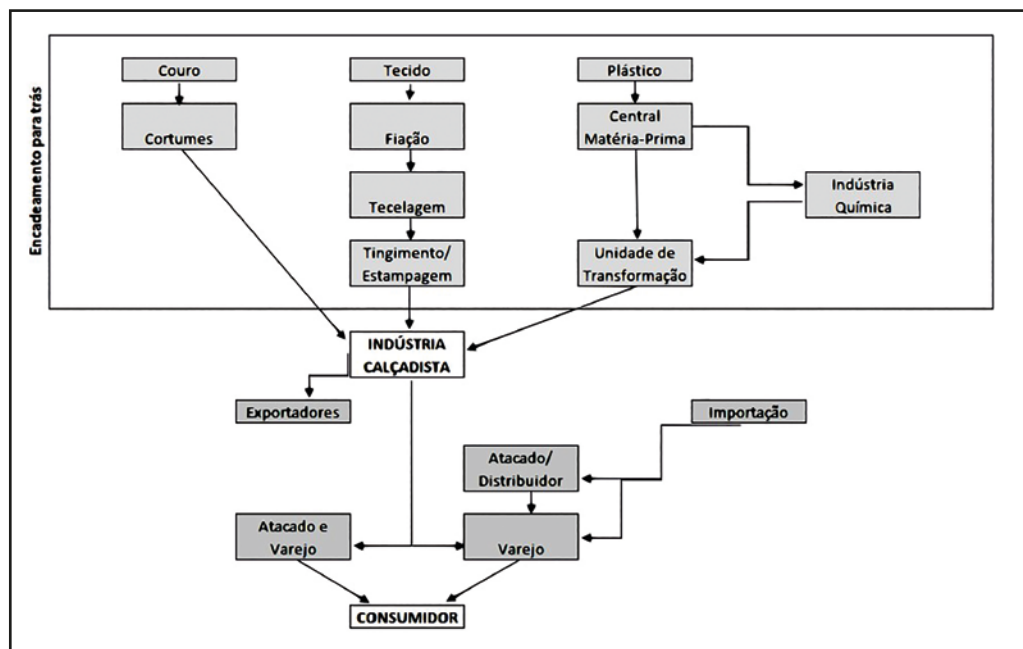 Encadeamento para trás
Couro
Tecido
Plástico
Cortumes
Fiação
Central
Matéria-Prima
Tecelagem
Indústria
Química
Tingimento/
Estampagem
Unidade de
Transformação
INDÚSTRIA
CALÇADISTA
Exportadores
Importação
Atacado/
Distribuidor
Atacado e
Varejo
Varejo
CONSUMIDOR